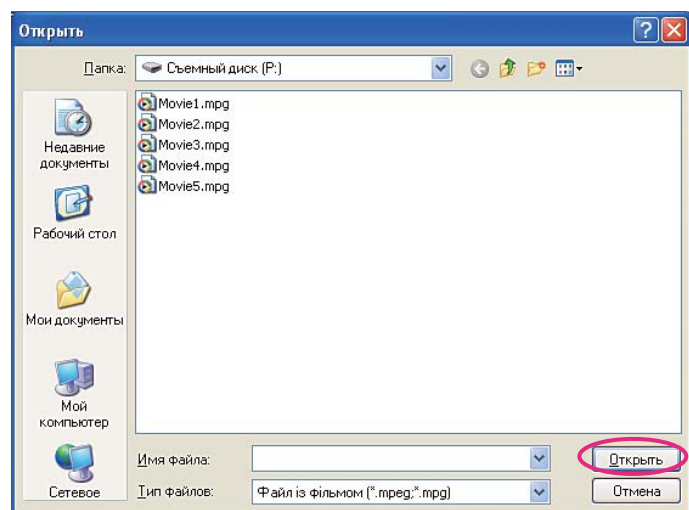 Открыть
Папка: Съемный диск (P:)
Movie1.mpg
Movie2.mpg
Movie3.mpg
Movie4.mpg
Movie5.mpg
Недавние
документы
Рабочий стол
Мои документы
Мой
компьютер
Сетевое
Имя файла:
Открыть
Тип файлов: Файл із фільмом (*.mpeg;*.mpg)
Отмена